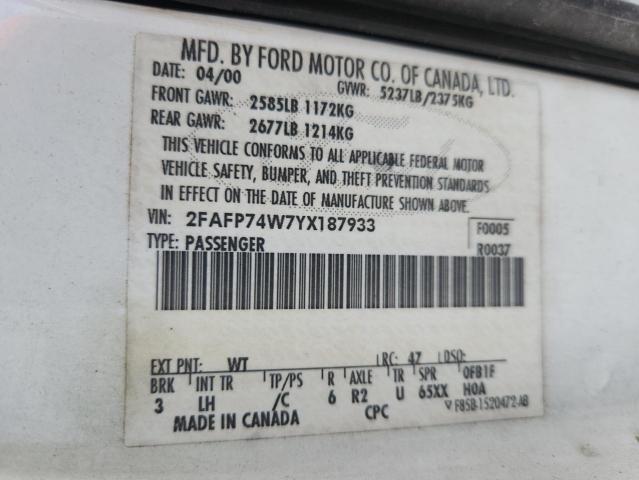 MFD. BY FORD MOTOR CO. OF CANADA, LTD.
DATE: 04/00 GVWR: 5237LB/2375KG
FRONT GAWR: 2585LB 1172KG
REAR GAWR: 2677LB 1214KG
THIS VEHICLE CONFORMS TO ALL APPLICABLE FEDERAL MOTOR
VEHICLE SAFETY, BUMPER, AND THEFT PREVENTION STANDARDS
IN EFFECT ON THE DATE OF MANUFACTURE SHOWN ABOVE.
VIN: 2FAFP74W7YX187933 F0005
TYPE: PASSENGER R0037
EXT PNT: WT RC: 47 DSO:
BRK INT TR TP/PS R AXLE TR SPR 0FB1F
3 LH /C 6 R2 U 65XX H0A
MADE IN CANADA CPC F85B-1520472-AB